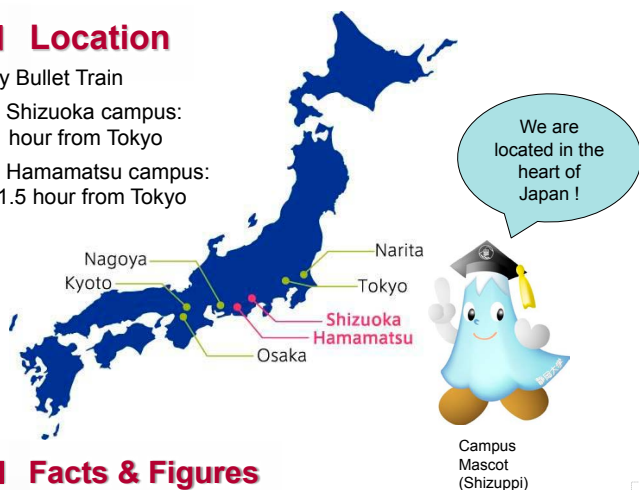 Location
y Bullet Train
Shizuoka campus:
hour from Tokyo
Hamamatsu campus:
1.5 hour from Tokyo
We are
located in the
heart of
Japan !
Nagoya
Kyoto
Narita
Tokyo
Shizuoka
Hamamatsu
Osaka
Campus
Mascot
(Shizuppi)
Facts & Figures